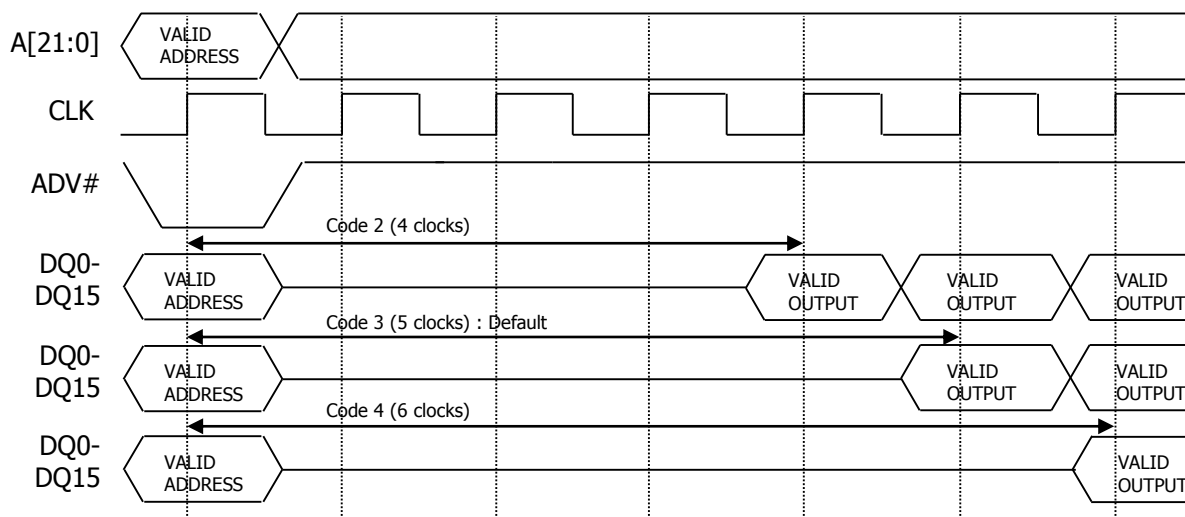 A[21:0]
VALID
ADDRESS
CLK
ADV#
Code 2 (4 clocks)
DQ0-
DQ15
VALID
ADDRESS
VALID
OUTPUT
VALID
OUTPUT
VALID
OUTPUT
Code 3 (5 clocks) : Default
DQ0-
DQ15
VALID
ADDRESS
VALID
OUTPUT
VALID
OUTPUT
Code 4 (6 clocks)
DQ0-
DQ15
VALID
ADDRESS
VALID
OUTPUT